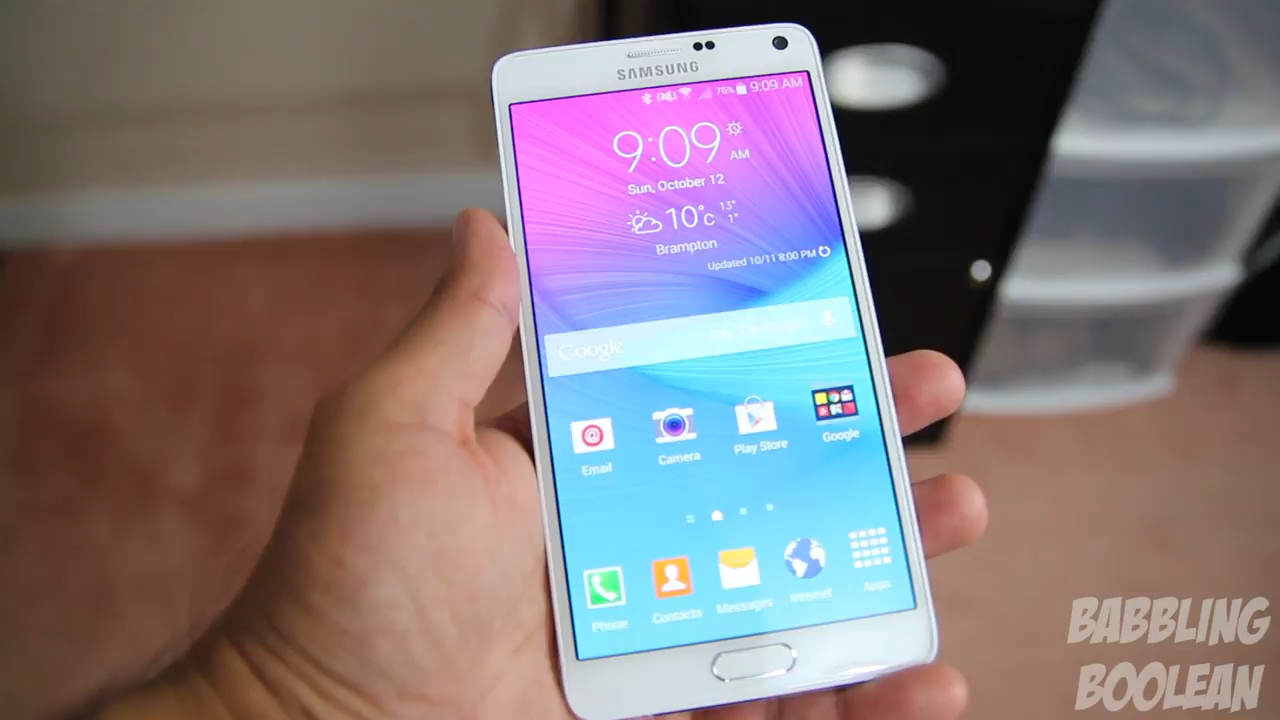 SAMSUNG
76% 9:09 AM
9:09 AM
Sun, October 12
10°C 13° 1°
Brampton
Updated 10/11 8:00 PM
Google
Email Camera Play Store Google
Phone Contacts Messages Internet Apps
BABBLING
BOOLEAN